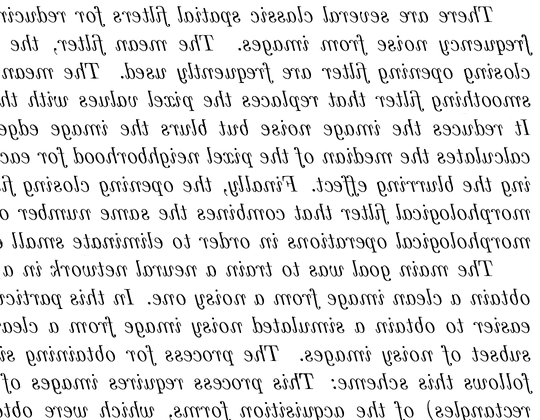 There are several classic spatial filters for reducin
frequency noise from images. The mean filter, the
closing opening filter are frequently used. The mean
smoothing filter that replaces the pixel values with th
It reduces the image noise but blurs the image edge
calculates the median of the pixel neighborhood for eac
ing the blurring effect. Finally, the opening closing fi
morphological filter that combines the same number o
morphological operations in order to eliminate small
The main goal was to train a neural network in a
obtain a clean image from a noisy one. In this particu
easier to obtain a simulated noisy image from a clea
subset of noisy images. The process for obtaining si
follows this scheme: This process requires images of
rectangles) of the acquisition forms, which were obta